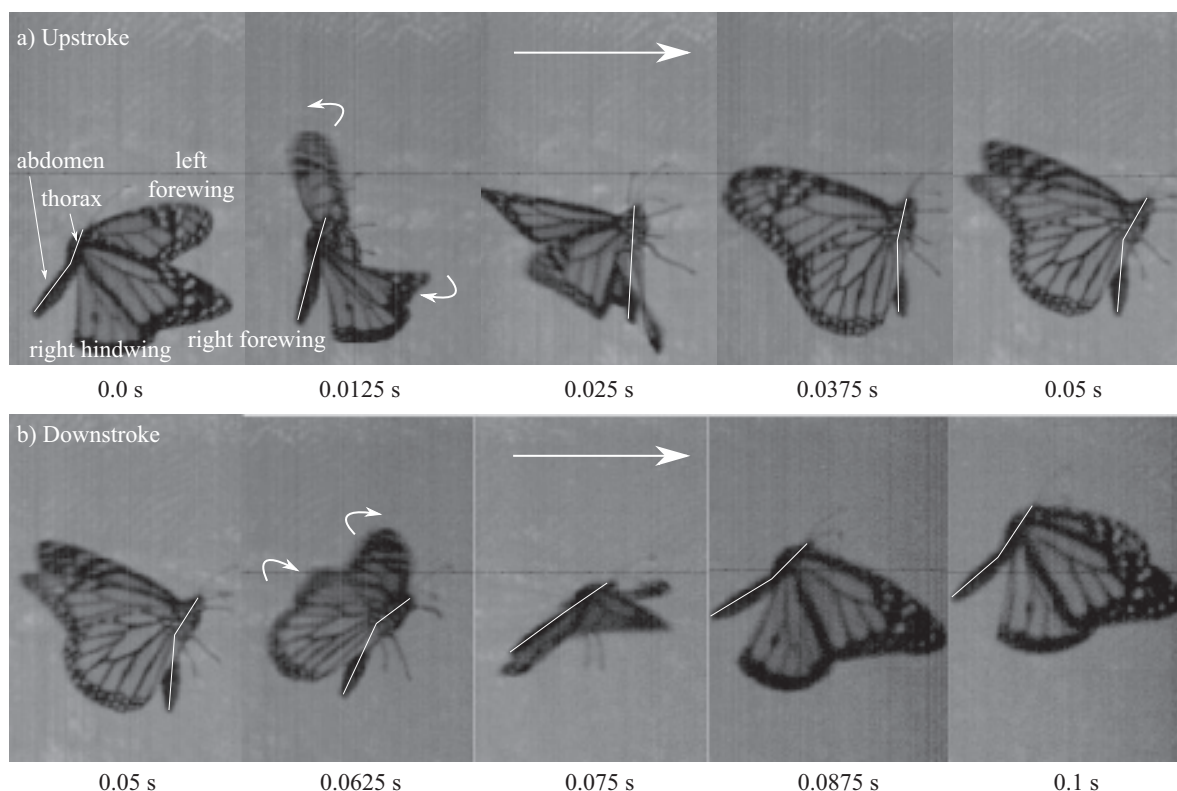 a) Upstroke
abdomen
thorax
left
forewing
right hindwing
right forewing
0.0 s
0.0125 s
0.025 s
0.0375 s
0.05 s
b) Downstroke
0.05 s
0.0625 s
0.075 s
0.0875 s
0.1 s